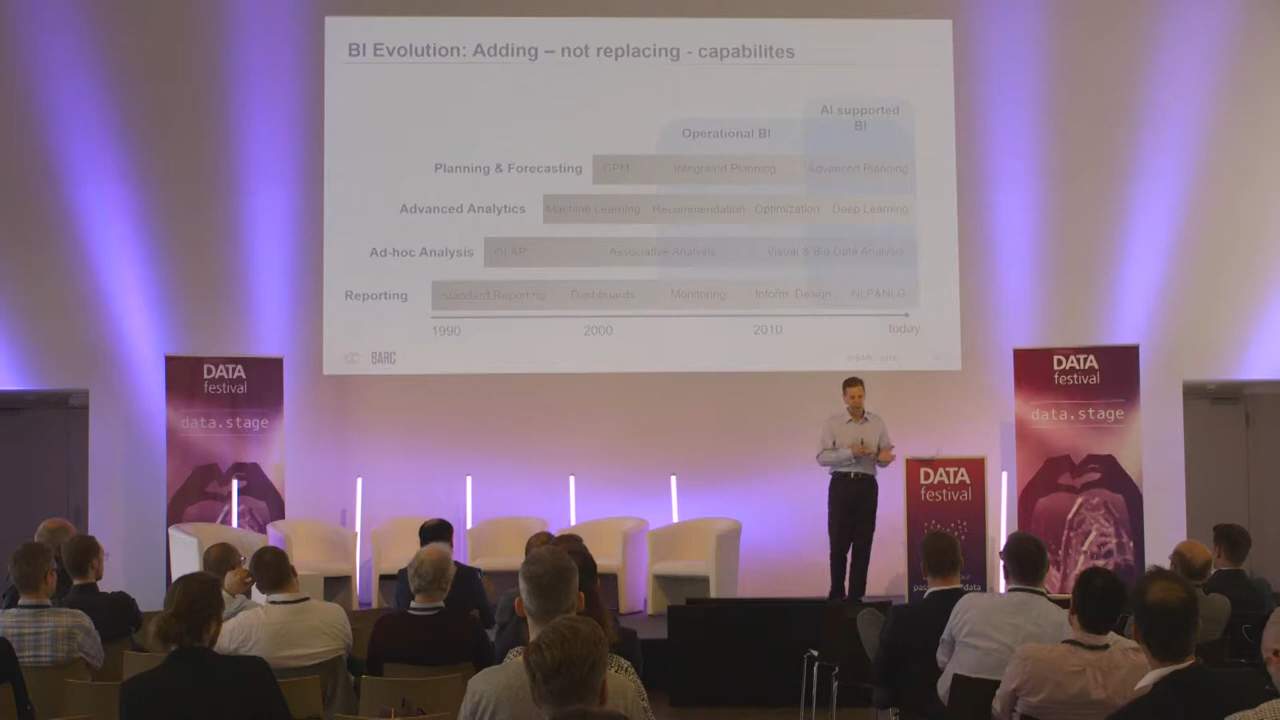 BI Evolution: Adding – not replacing - capabilites
AI supported
BI
Operational BI
Planning & Forecasting CPM Integrated Planning Advanced Planning
Advanced Analytics Machine Learning Recommendation Optimization Deep Learning
Ad-hoc Analysis OLAP Associative Analysis Visual & Big Data Analysis
Reporting standard Reporting Dashboards Monitoring Inform. Design NLP&NLG
1990 2000 2010 today
BARC
DATA
festival
data.stage
DATA
festival
data.stage
DATA
festival